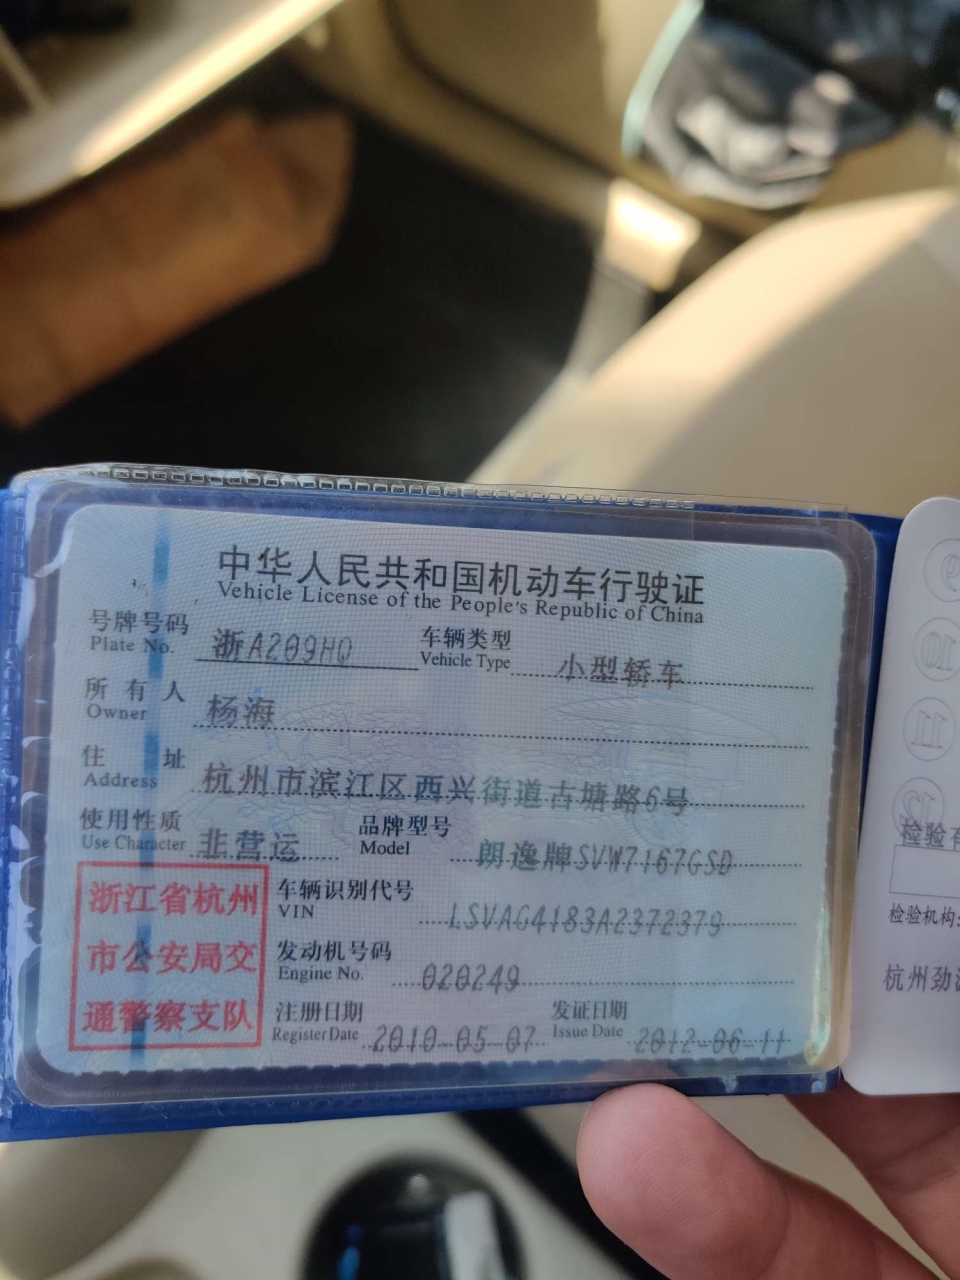 中华人民共和国机动车行驶证
Vehicle License of the People's Republic of China
号牌号码 浙A209HQ 车辆类型 小型轿车
Plate No. Vehicle Type
所有人 杨海
Owner
住址 杭州市滨江区西兴街道古塘路6号
Address
使用性质 非营运 品牌型号 朗逸牌SVW7167GSD
Use Character Model
浙江省杭州
市公安局交
通警察支队
车辆识别代号 LSVAG4183A2372379
VIN
发动机号码 020249
Engine No.
注册日期 2010-05-07 发证日期 2012-06-11
Register Date Issue Date
9
10
11
12
检验有
检验机构:
杭州劲